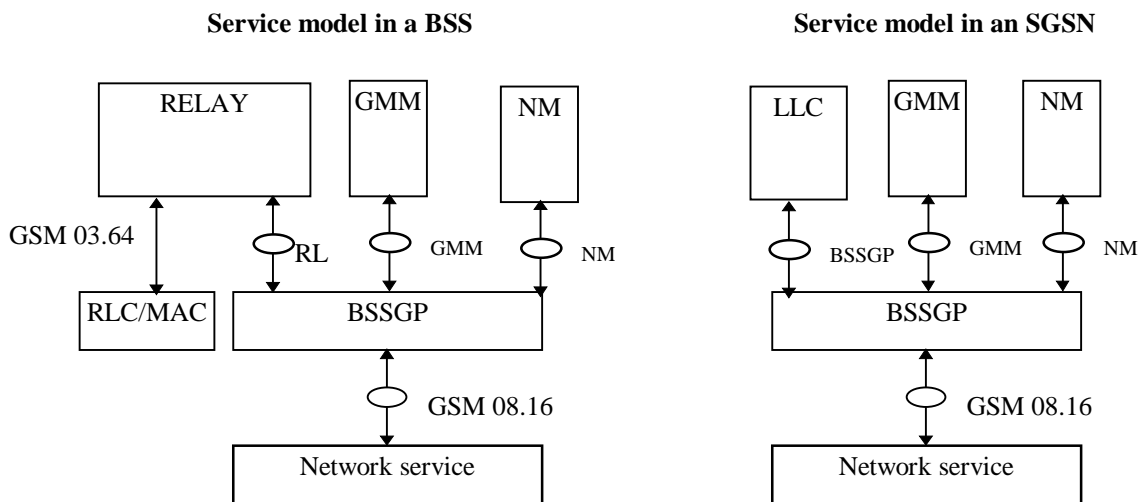 Service model in a BSS
Service model in an SGSN
RELAY
GMM
NM
LLC
GMM
NM
GSM 03.64
RL
GMM
NM
BSSGP
GMM
NM
RLC/MAC
BSSGP
BSSGP
GSM 08.16
GSM 08.16
Network service
Network service